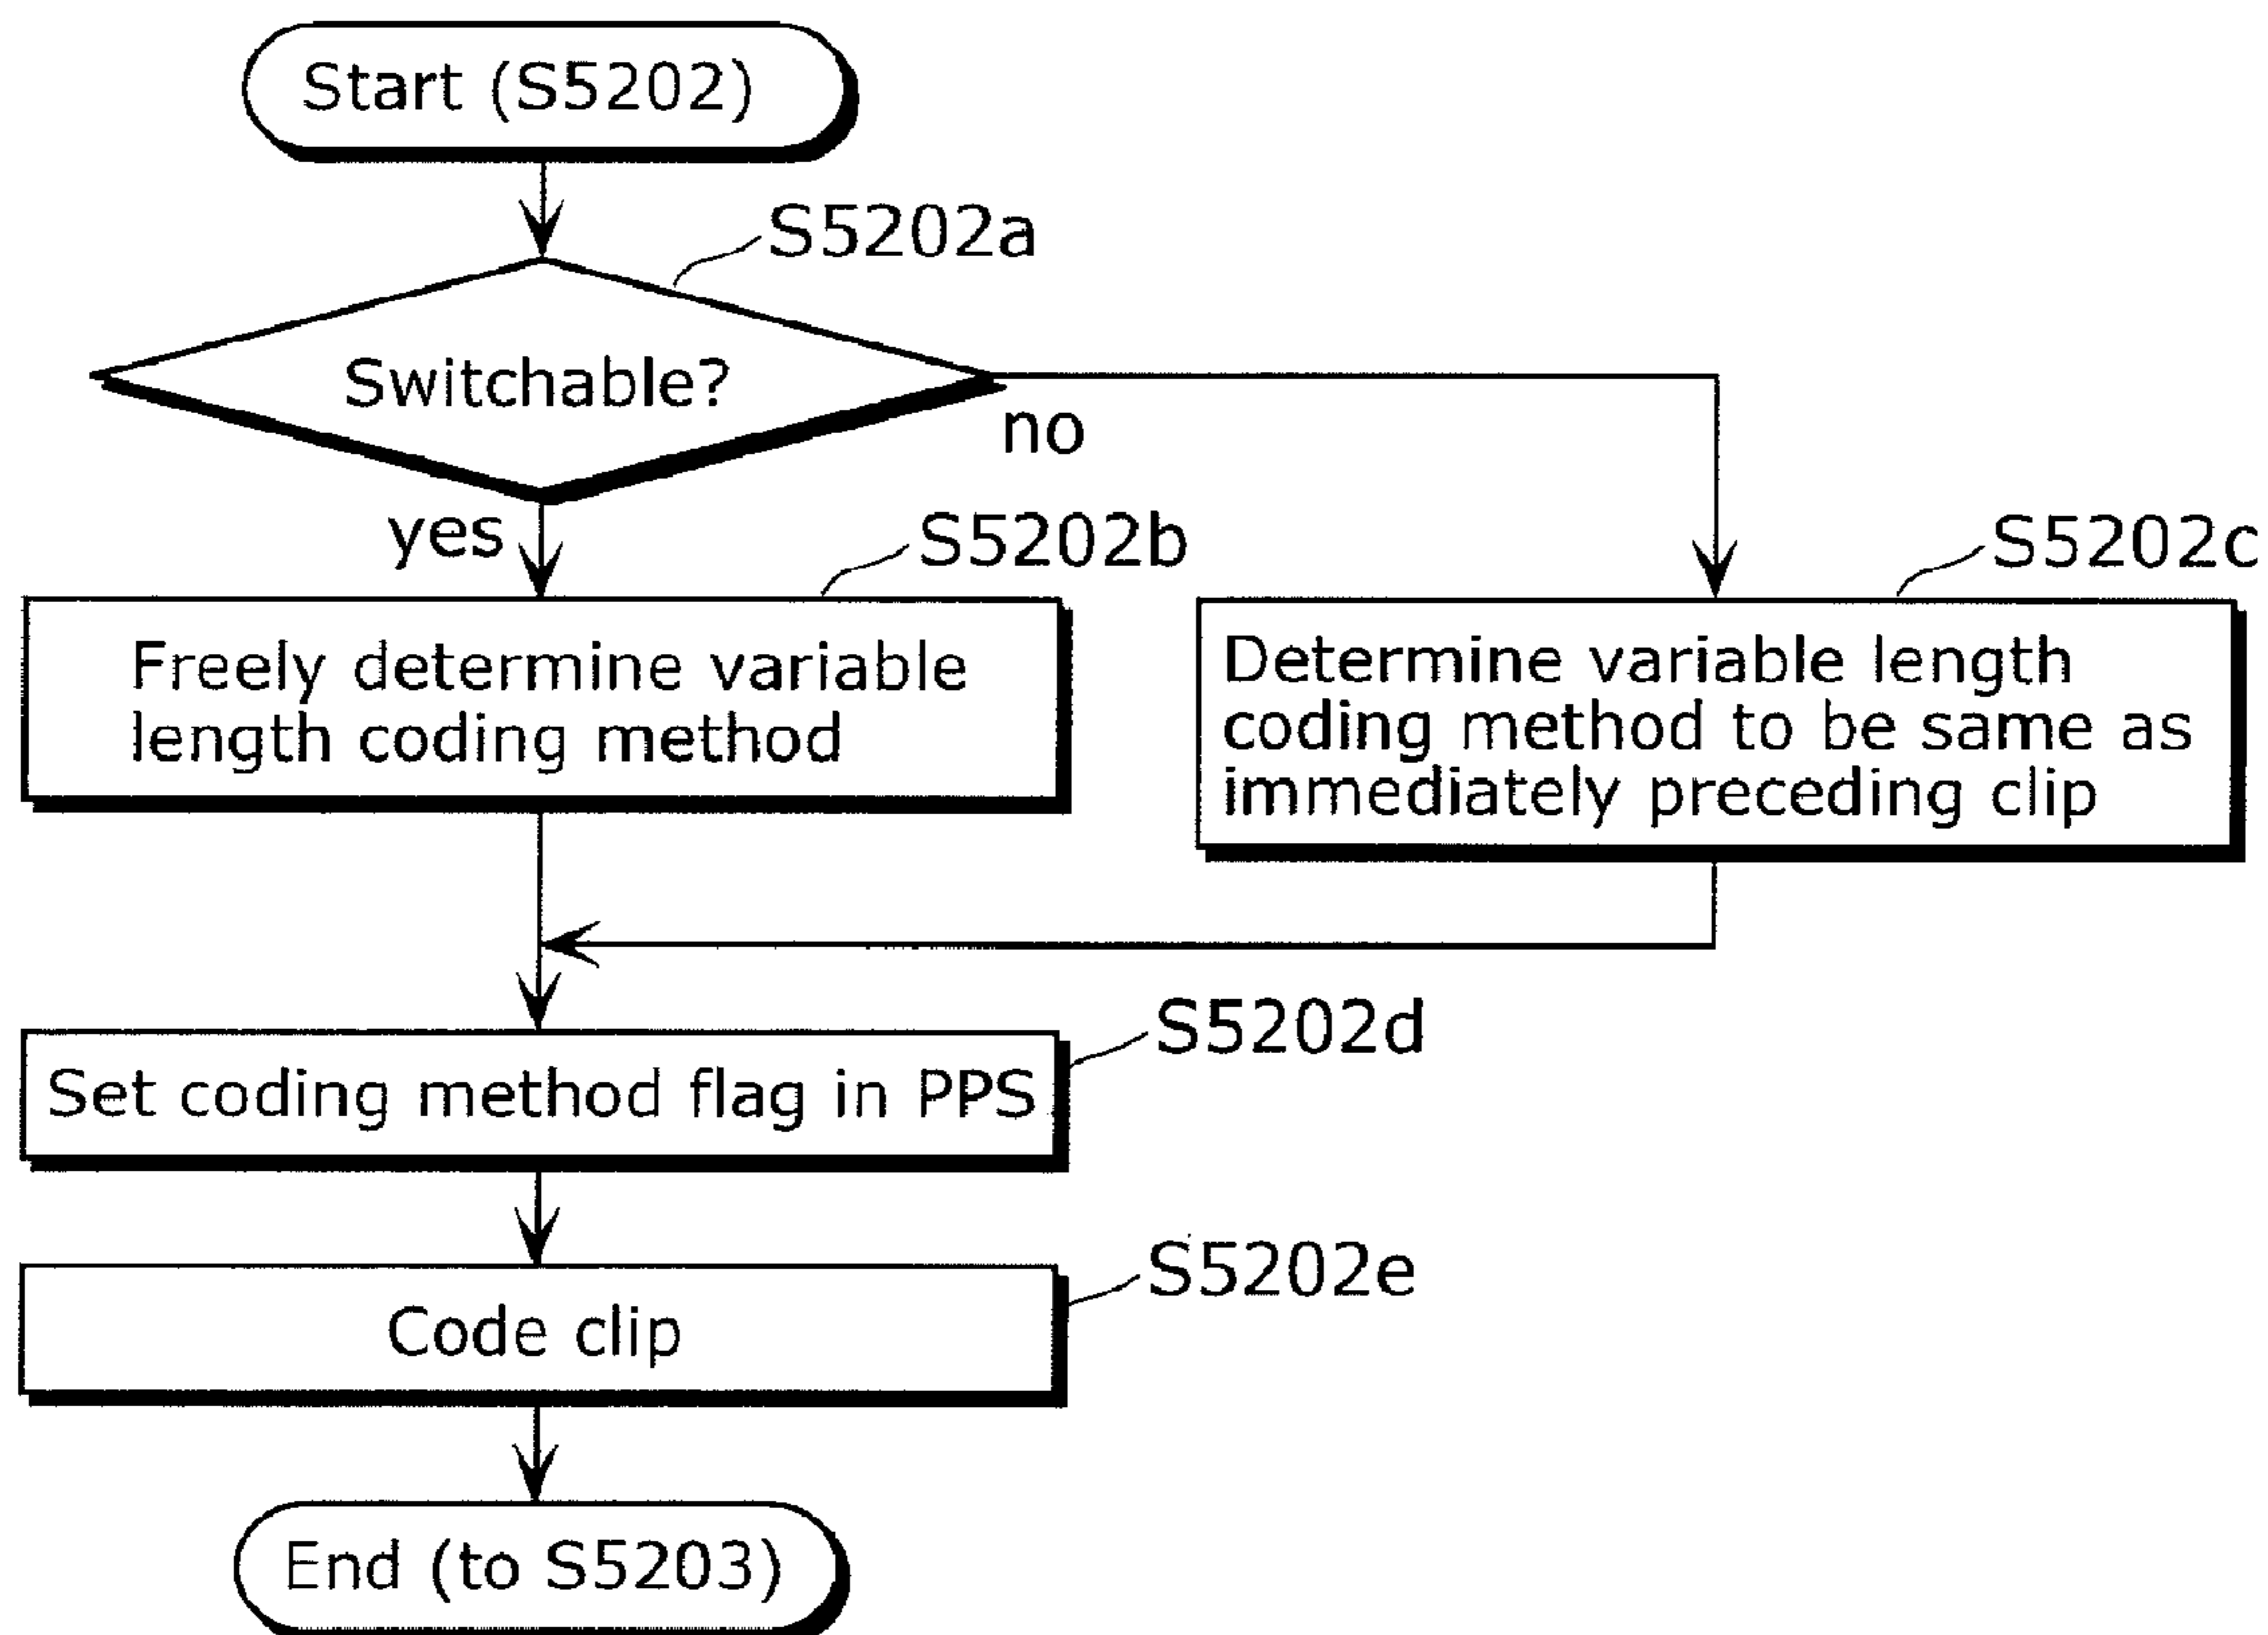 Start (S5202)
S5202a
Switchable?
no
yes
S5202b
S5202c
Freely determine variable
length coding method
Determine variable length
coding method to be same as
immediately preceding clip
S5202d
Set coding method flag in PPS
S5202e
Code clip
End (to S5203)